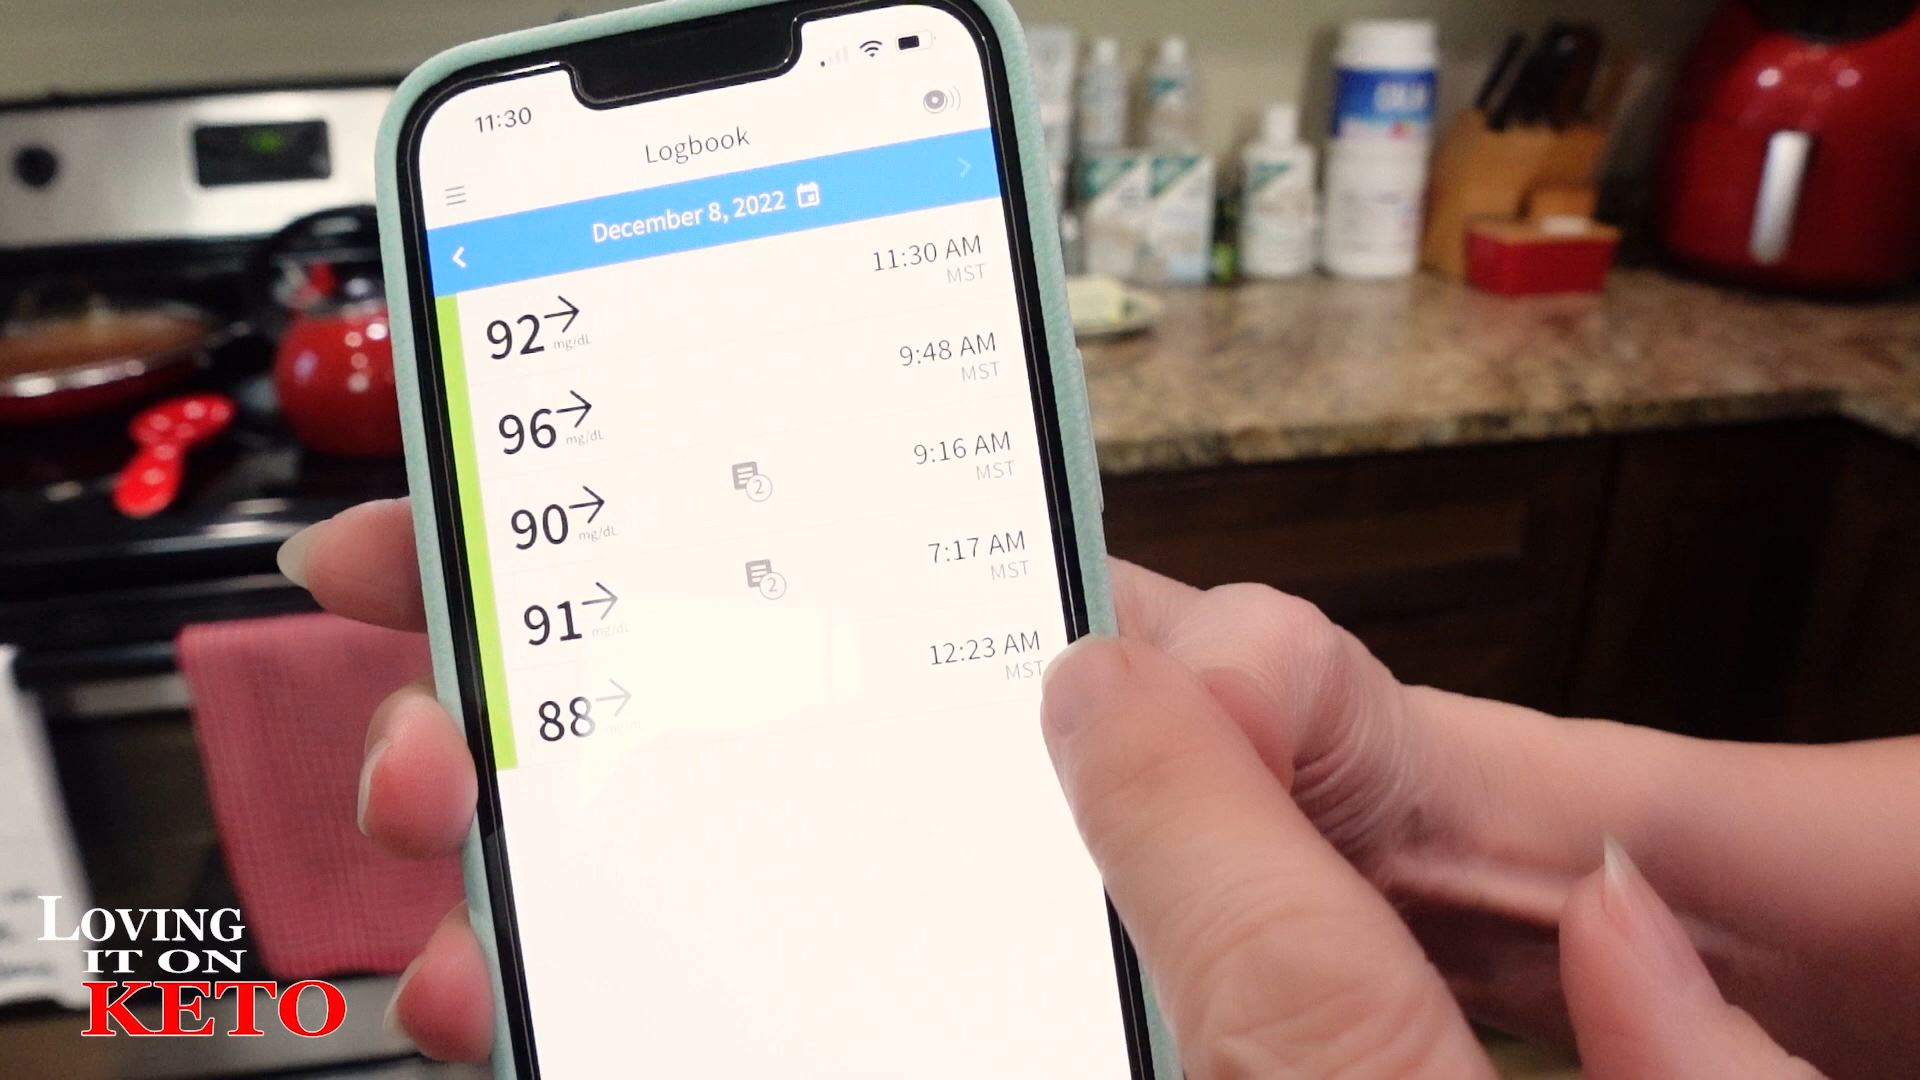 11:30
Logbook
December 8, 2022
92 mg/dL 11:30 AM
MST
96 mg/dL 9:48 AM
MST
90 mg/dL 2 9:16 AM
MST
91 mg/dL 2 7:17 AM
MST
88 mg/dL 12:23 AM
MST
LOVING
IT ON
KETO